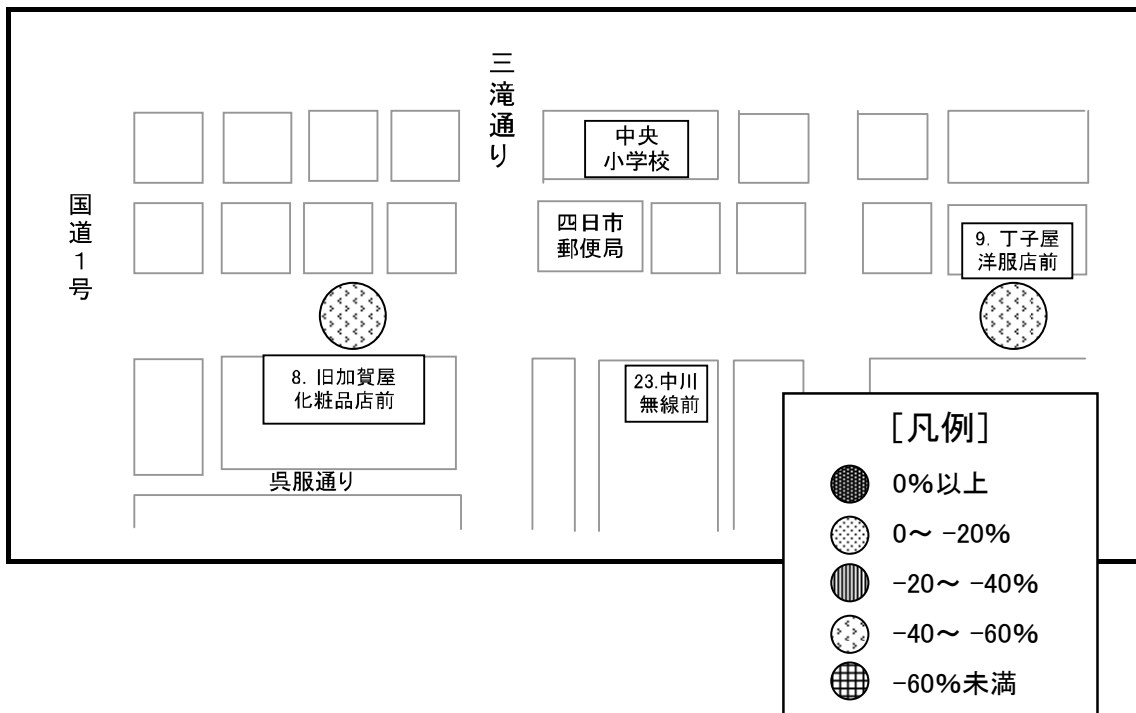 三滝通り
中央
小学校
国道1号
四日市
郵便局
9. 丁子屋
洋服店前
8. 旧加賀屋
化粧品店前
23.中川
無線前
呉服通り
[凡例]
0%以上
0~ -20%
-20~ -40%
-40~ -60%
-60%未満